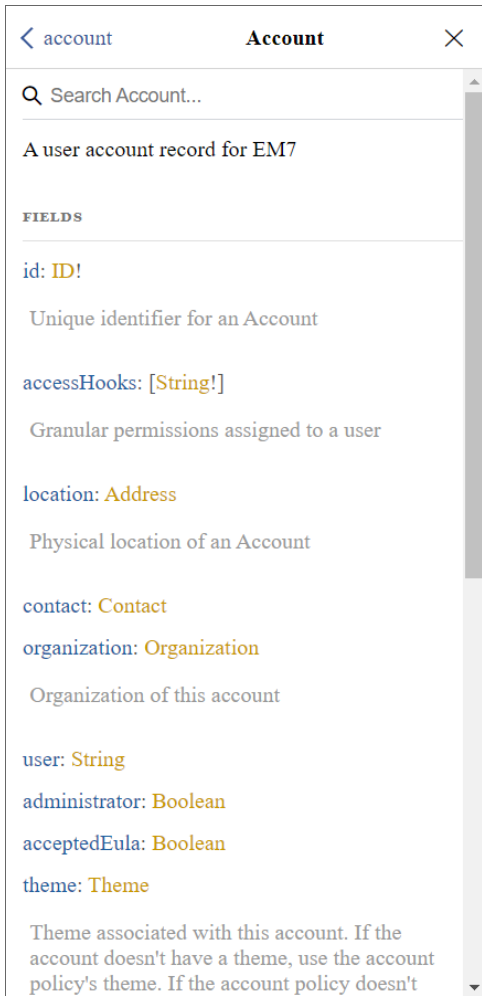 account
Account
Search Account...
A user account record for EM7
FIELDS
id: ID!
Unique identifier for an Account
accessHooks: [String!]
Granular permissions assigned to a user
location: Address
Physical location of an Account
contact: Contact
organization: Organization
Organization of this account
user: String
administrator: Boolean
acceptedEula: Boolean
theme: Theme
Theme associated with this account. If the
account doesn't have a theme, use the account
policy's theme. If the account policy doesn't